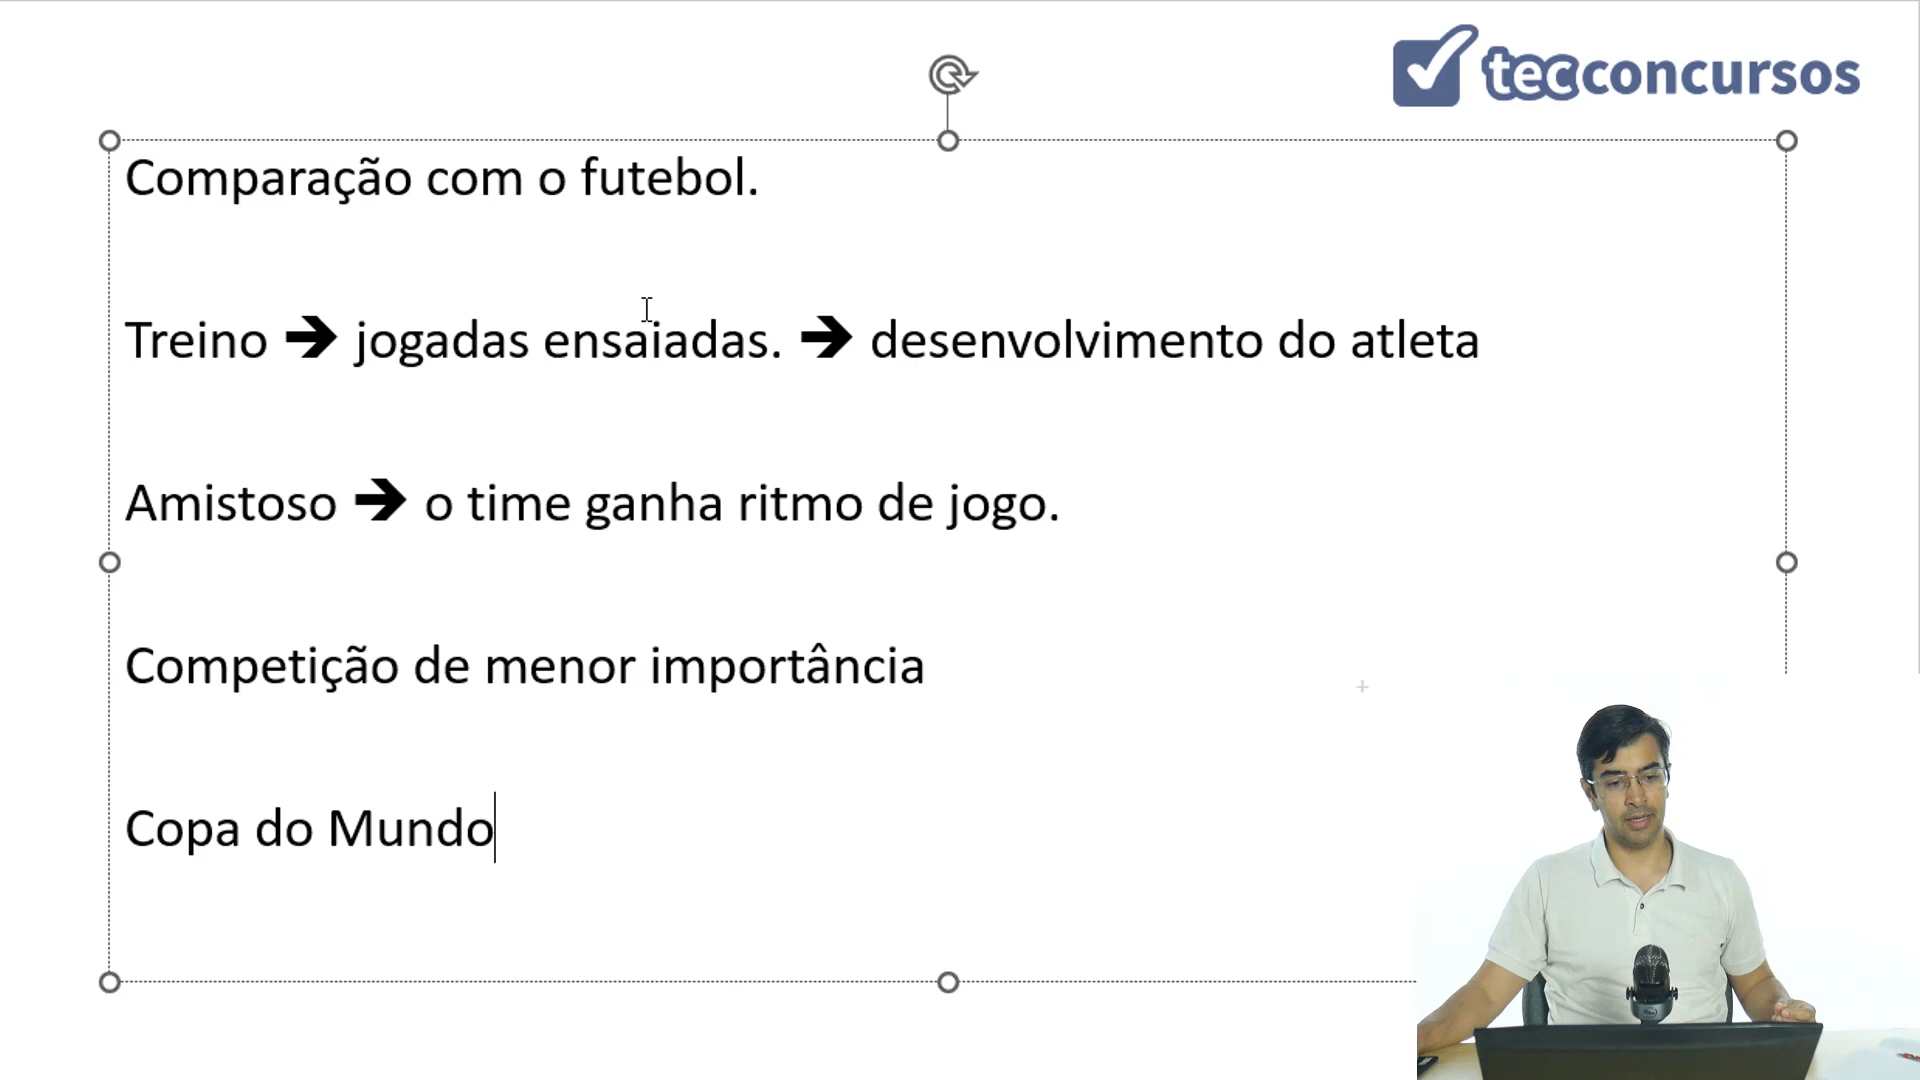 tecconcursos
Comparação com o futebol.
Treino ➔ jogadas ensaiadas. ➔ desenvolvimento do atleta
Amistoso ➔ o time ganha ritmo de jogo.
Competição de menor importância
Copa do Mundo